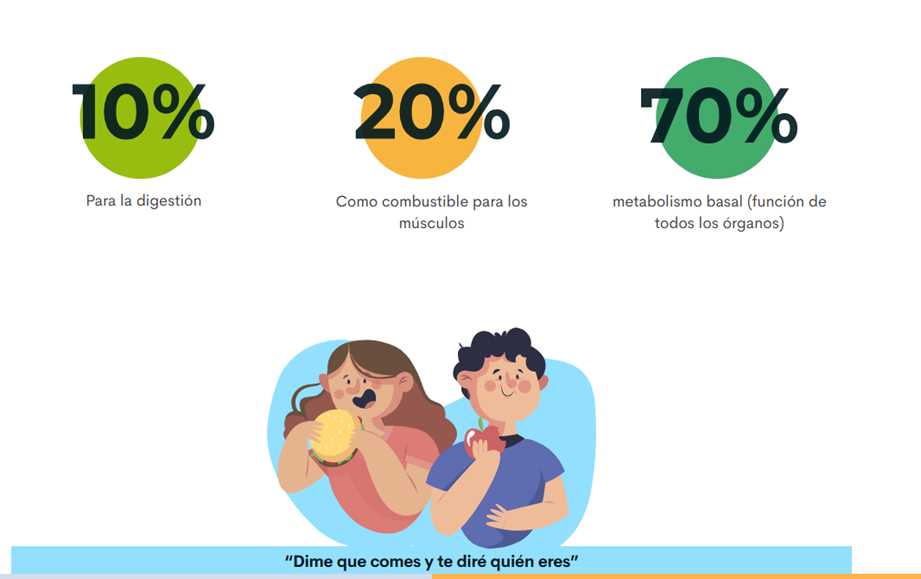 10%
20%
70%
Para la digestión
Como combustible para los
músculos
metabolismo basal (función de
todos los órganos)
“Dime que comes y te diré quién eres”